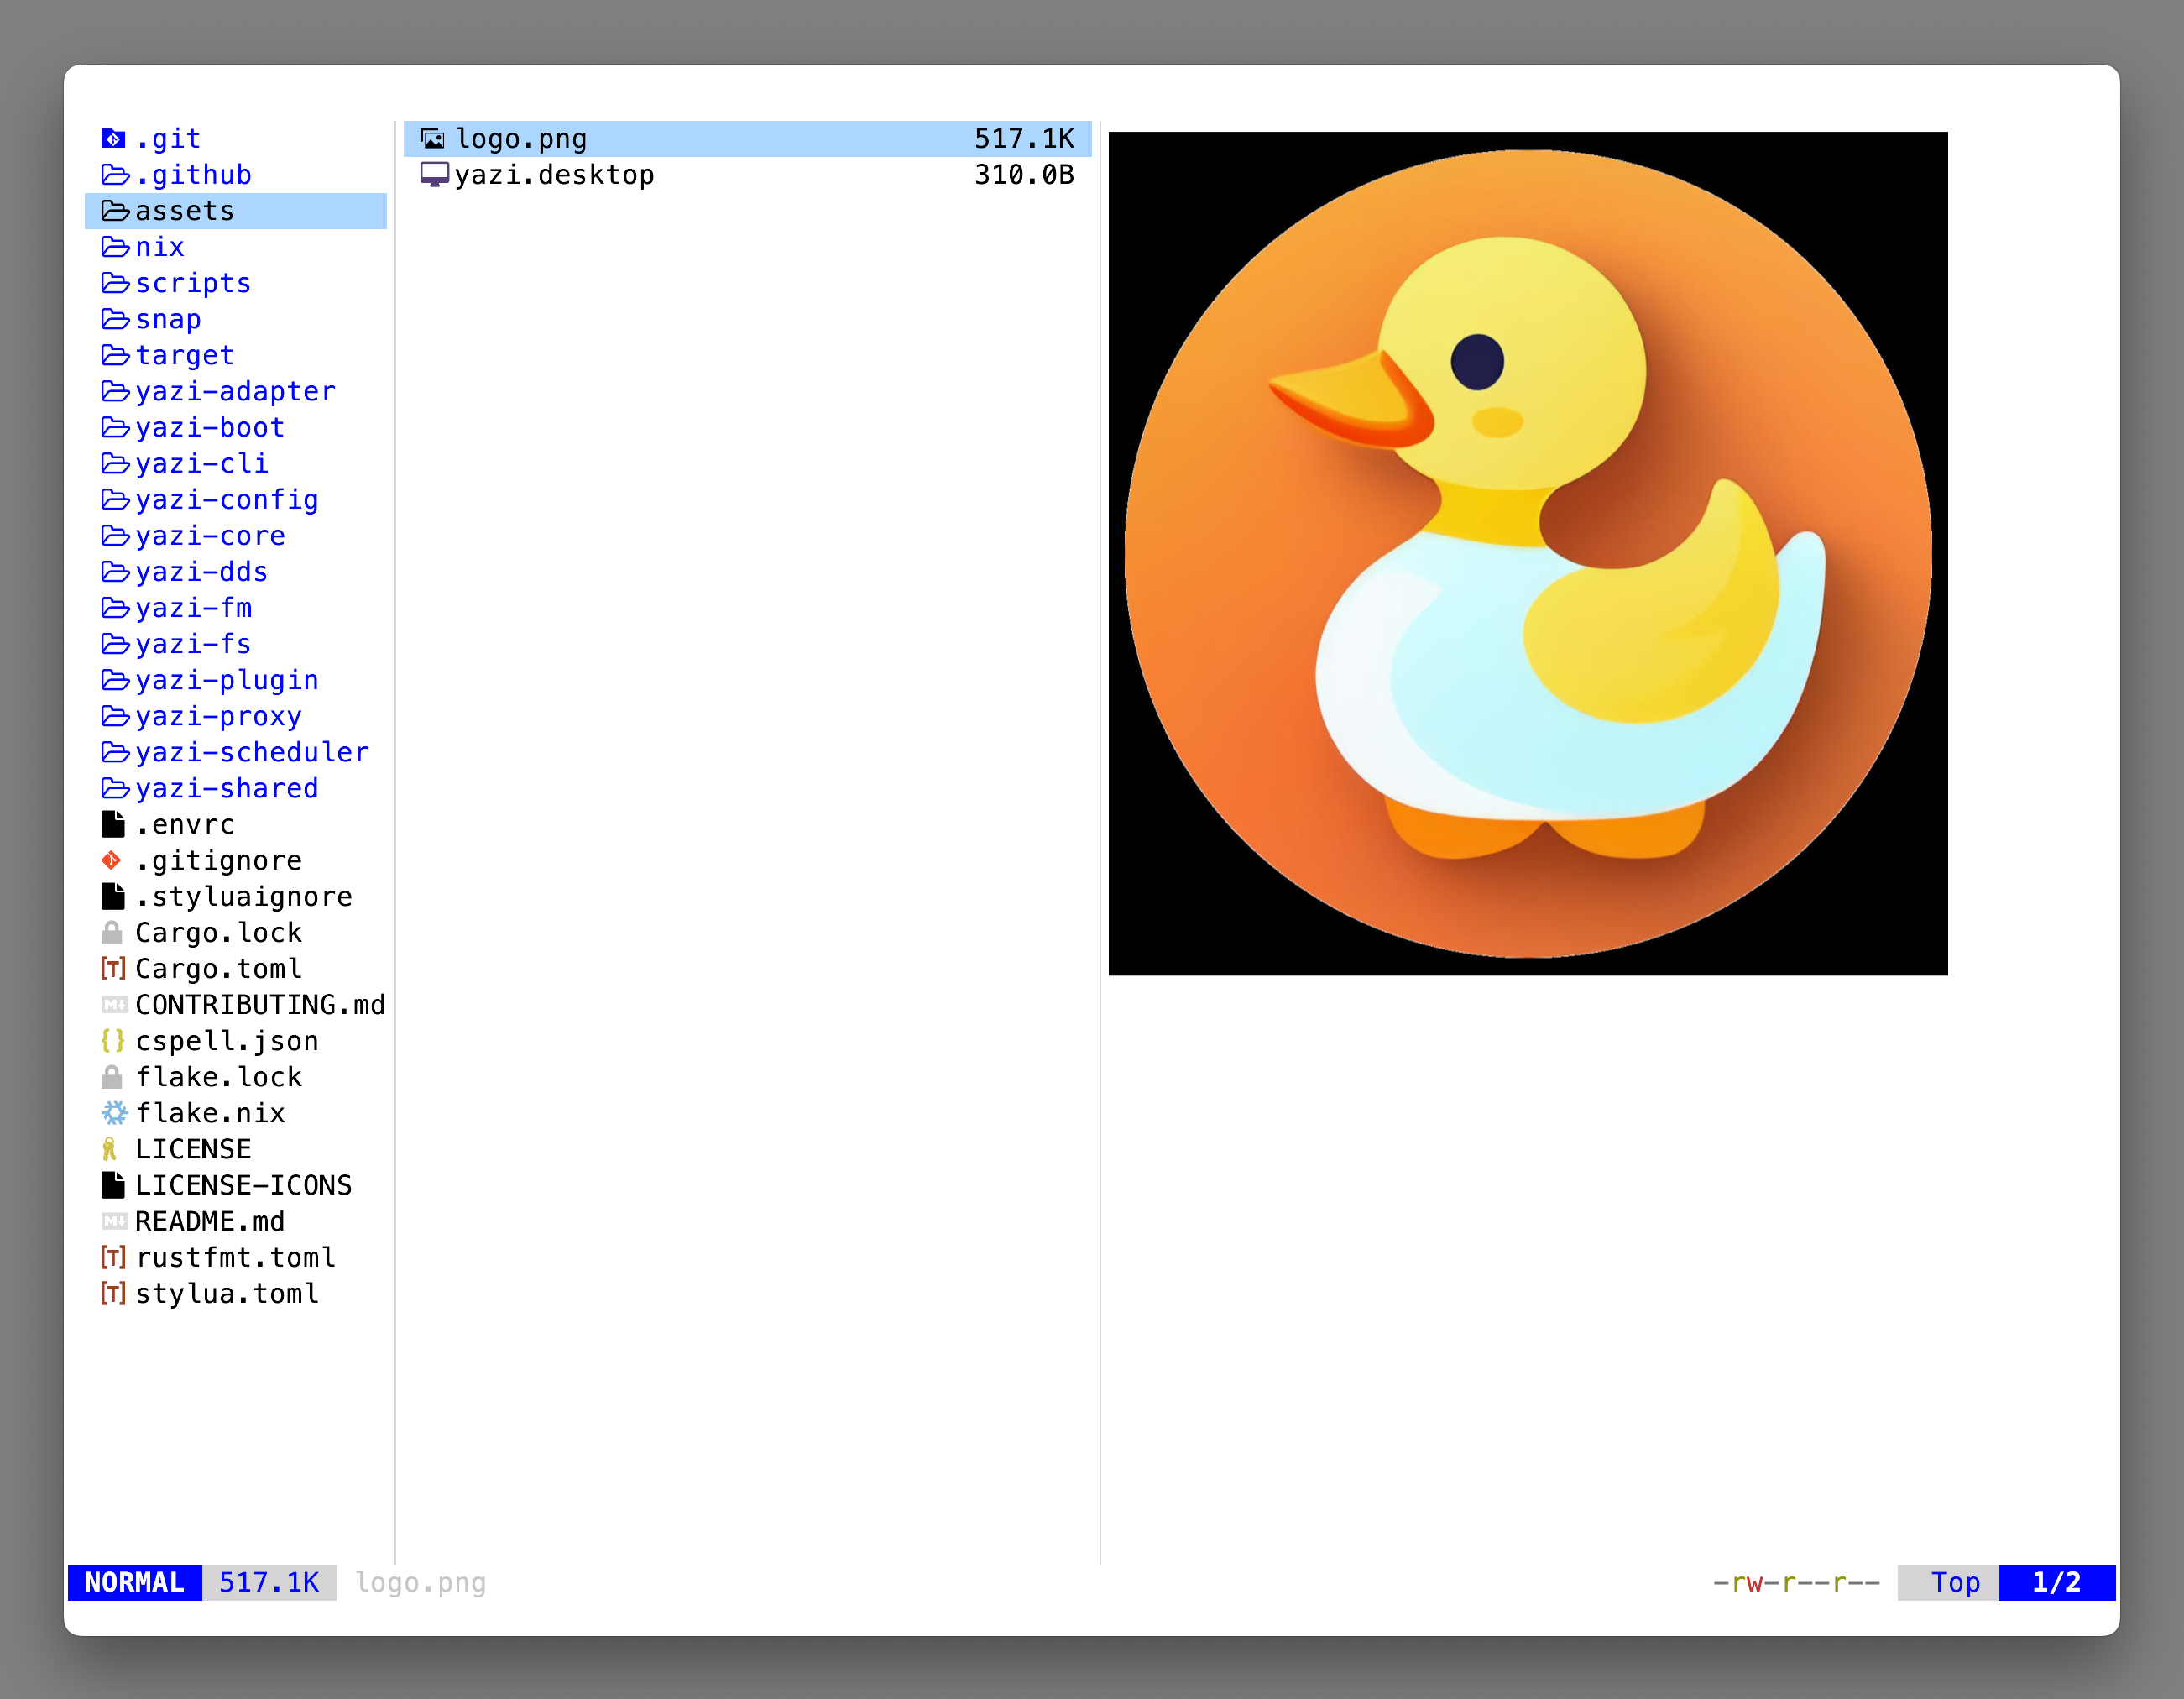 .git
.github
assets
nix
scripts
snap
target
yazi-adapter
yazi-boot
yazi-cli
yazi-config
yazi-core
yazi-dds
yazi-fm
yazi-fs
yazi-plugin
yazi-proxy
yazi-scheduler
yazi-shared
.envrc
.gitignore
.styluaignore
Cargo.lock
Cargo.toml
CONTRIBUTING.md
cspell.json
flake.lock
flake.nix
LICENSE
LICENSE-ICONS
README.md
rustfmt.toml
stylua.toml
logo.png 517.1K
yazi.desktop 310.0B
NORMAL 517.1K logo.png -rw-r--r-- Top 1/2